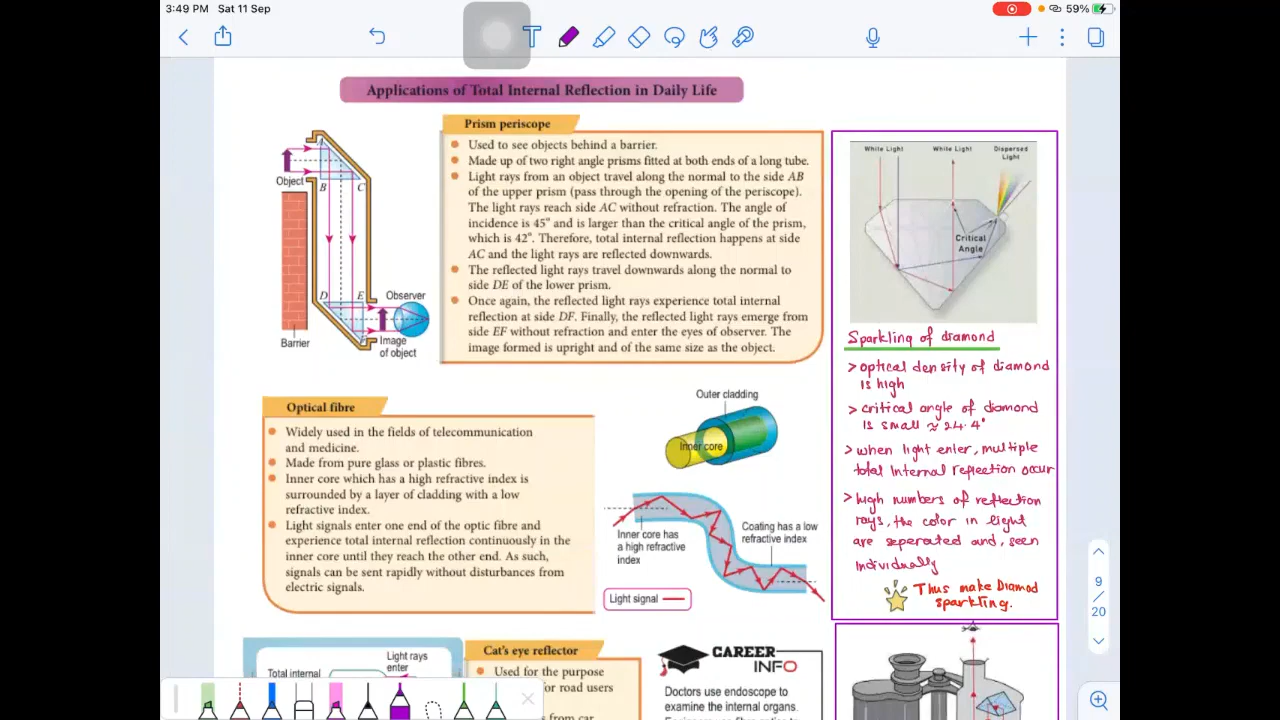 3:49 PM Sat 11 Sep
59%
T
Applications of Total Internal Reflection in Daily Life
Prism periscope
Used to see objects behind a barrier.
Made up of two right angle prisms fitted at both ends of a long tube.
Light rays from an object travel along the normal to the side AB
of the upper prism (pass through the opening of the periscope).
The light rays reach side AC without refraction. The angle of
incidence is 45° and is larger than the critical angle of the prism,
which is 42°. Therefore, total internal reflection happens at side
AC and the light rays are reflected downwards.
The reflected light rays travel downwards along the normal to
side DE of the lower prism.
Once again, the reflected light rays experience total internal
reflection at side DF. Finally, the reflected light rays emerge from
side EF without refraction and enter the eyes of observer. The
image formed is upright and of the same size as the object.
A
Object
B
C
D
E
Observer
F
Barrier
Image
of object
White Light
White Light
Dispersed
Light
Critical
Angle
Sparkling of diamond
> optical density of diamond
is high
> critical angle of diamond
is small ≈ 24.4°
> when light enter, multiple
total internal reflection occur
> high numbers of reflection
rays, the color in light
are seperated and, seen
individually
Thus make Diamod
sparkling.
Optical fibre
Widely used in the fields of telecommunication
and medicine.
Made from pure glass or plastic fibres.
Inner core which has a high refractive index is
surrounded by a layer of cladding with a low
refractive index.
Light signals enter one end of the optic fibre and
experience total internal reflection continuously in the
inner core until they reach the other end. As such,
signals can be sent rapidly without disturbances from
electric signals.
Outer cladding
Inner core
Inner core has
a high refractive
index
Coating has a low
refractive index
Light signal
9
/
20
Cat's eye reflector
Used for the purpose
or road users
s from car
Light rays
enter
Total internal
CAREER
INFO
Doctors use endoscope to
examine the internal organs.